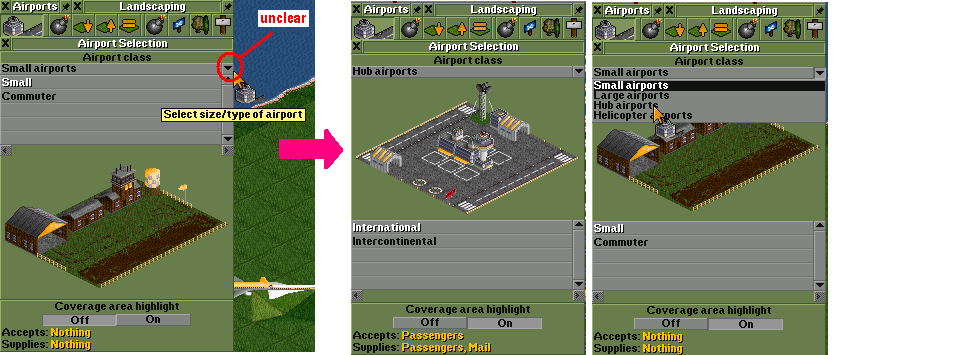 Airports
Landscaping
Airport Selection
Airport class
Small airports
Small
Commuter
Select size/type of airport
Coverage area highlight
Off
On
Accepts: Nothing
Supplies: Nothing
unclear
Airports
Landscaping
Airport Selection
Airport class
Hub airports
International
Intercontinental
Coverage area highlight
Off
On
Accepts: Passengers
Supplies: Passengers, Mail
Airports
Landscaping
Airport Selection
Airport class
Small airports
Small airports
Large airports
Hub airports
Helicopter airports
Small
Commuter
Coverage area highlight
Off
On
Accepts: Nothing
Supplies: Nothing